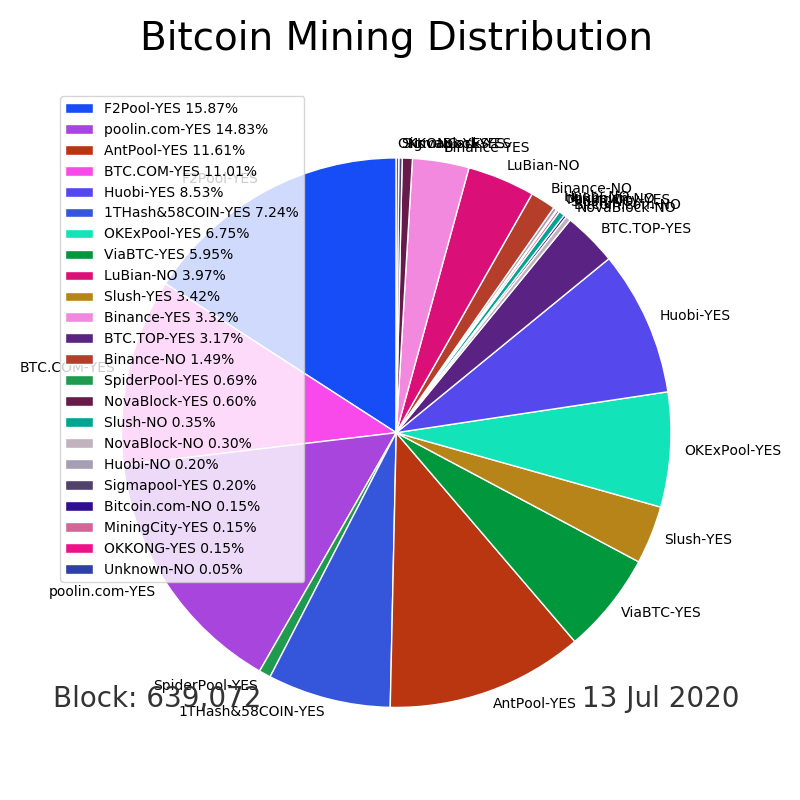 Bitcoin Mining Distribution
F2Pool-YES 15.87%
poolin.com-YES 14.83%
AntPool-YES 11.61%
BTC.COM-YES 11.01%
Huobi-YES 8.53%
1THash&58COIN-YES 7.24%
OKExPool-YES 6.75%
ViaBTC-YES 5.95%
LuBian-NO 3.97%
Slush-YES 3.42%
Binance-YES 3.32%
BTC.TOP-YES 3.17%
Binance-NO 1.49%
SpiderPool-YES 0.69%
NovaBlock-YES 0.60%
Slush-NO 0.35%
NovaBlock-NO 0.30%
Huobi-NO 0.20%
Sigmapool-YES 0.20%
Bitcoin.com-NO 0.15%
MiningCity-YES 0.15%
OKKONG-YES 0.15%
Unknown-NO 0.05%
F2Pool-YES
BTC.COM-YES
poolin.com-YES
SpiderPool-YES
1THash&58COIN-YES
AntPool-YES
ViaBTC-YES
Slush-YES
OKExPool-YES
Huobi-YES
BTC.TOP-YES
NovaBlock-NO
Binance-NO
LuBian-NO
Binance-YES
Block: 639,072
13 Jul 2020